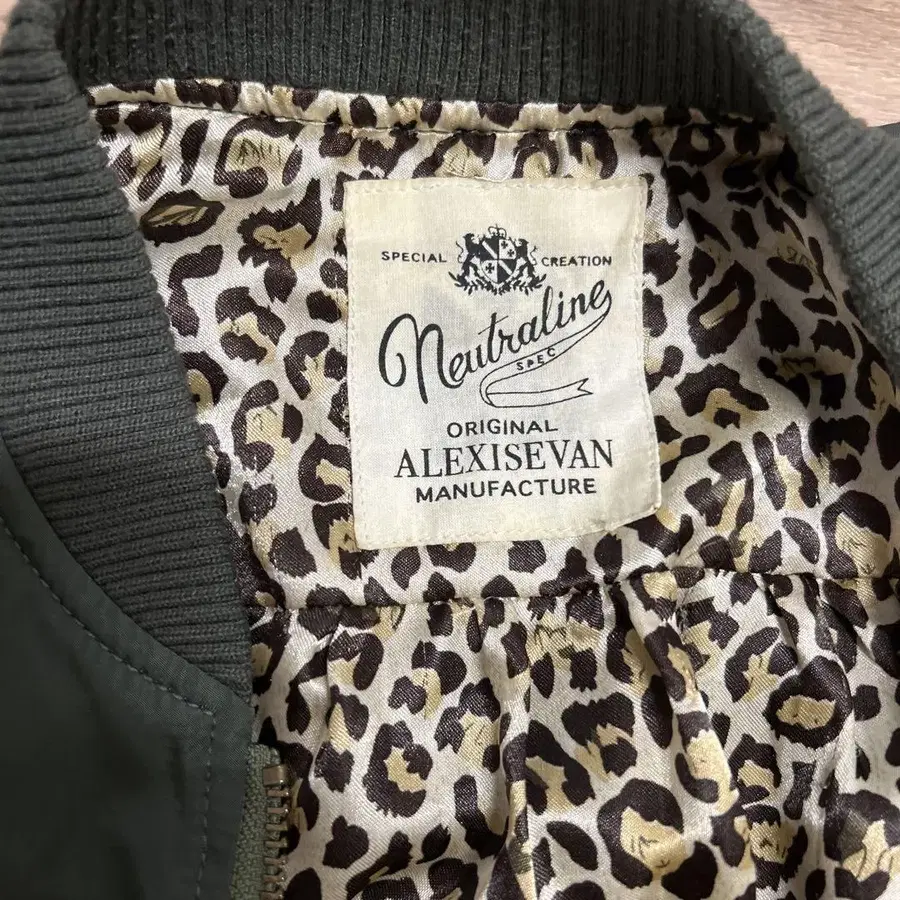 SPECIAL CREATION
Neutraline
SPEC
ORIGINAL
ALEXISEVAN
MANUFACTURE